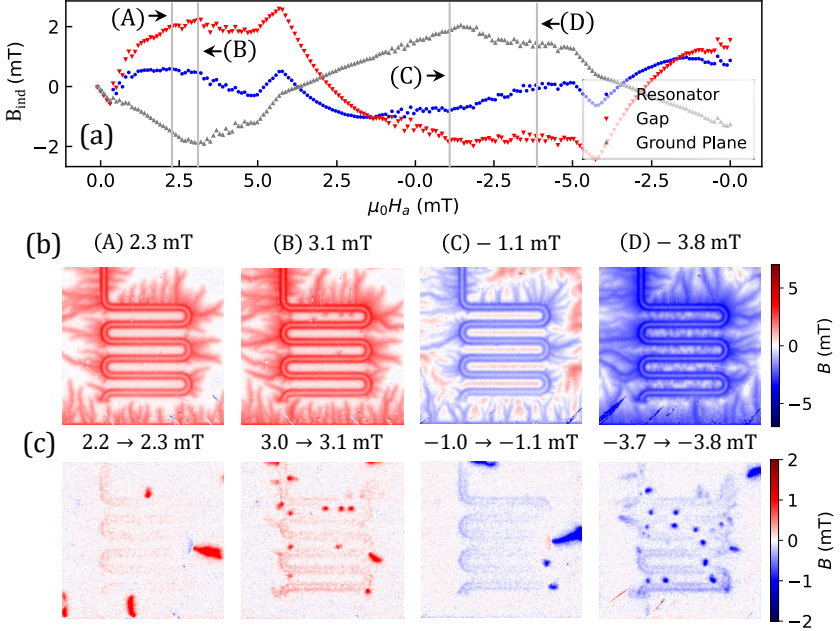 (A)
(B)
(C)
(D)
B_ind (mT)
2
0
−2
(a)
Resonator
Gap
Ground Plane
0.0 2.5 5.0 2.5 -0.0 -2.5 -5.0 -2.5 -0.0
μ₀Hₐ (mT)
(b)
(A) 2.3 mT (B) 3.1 mT (C) − 1.1 mT (D) − 3.8 mT
5
0
−5
B (mT)
(c)
2.2 → 2.3 mT 3.0 → 3.1 mT −1.0 → −1.1 mT −3.7 → −3.8 mT
2
1
0
−1
−2
B (mT)